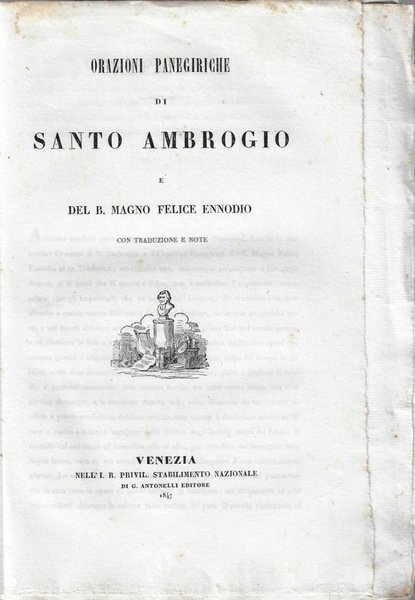 ORAZIONI PANEGIRICHE
DI
SANTO AMBROGIO
E
DEL B. MAGNO FELICE ENNODIO
CON TRADUZIONE E NOTE
VENEZIA
NELL' I. R. PRIVIL. STABILIMENTO NAZIONALE
DI G. ANTONELLI EDITORE
1847